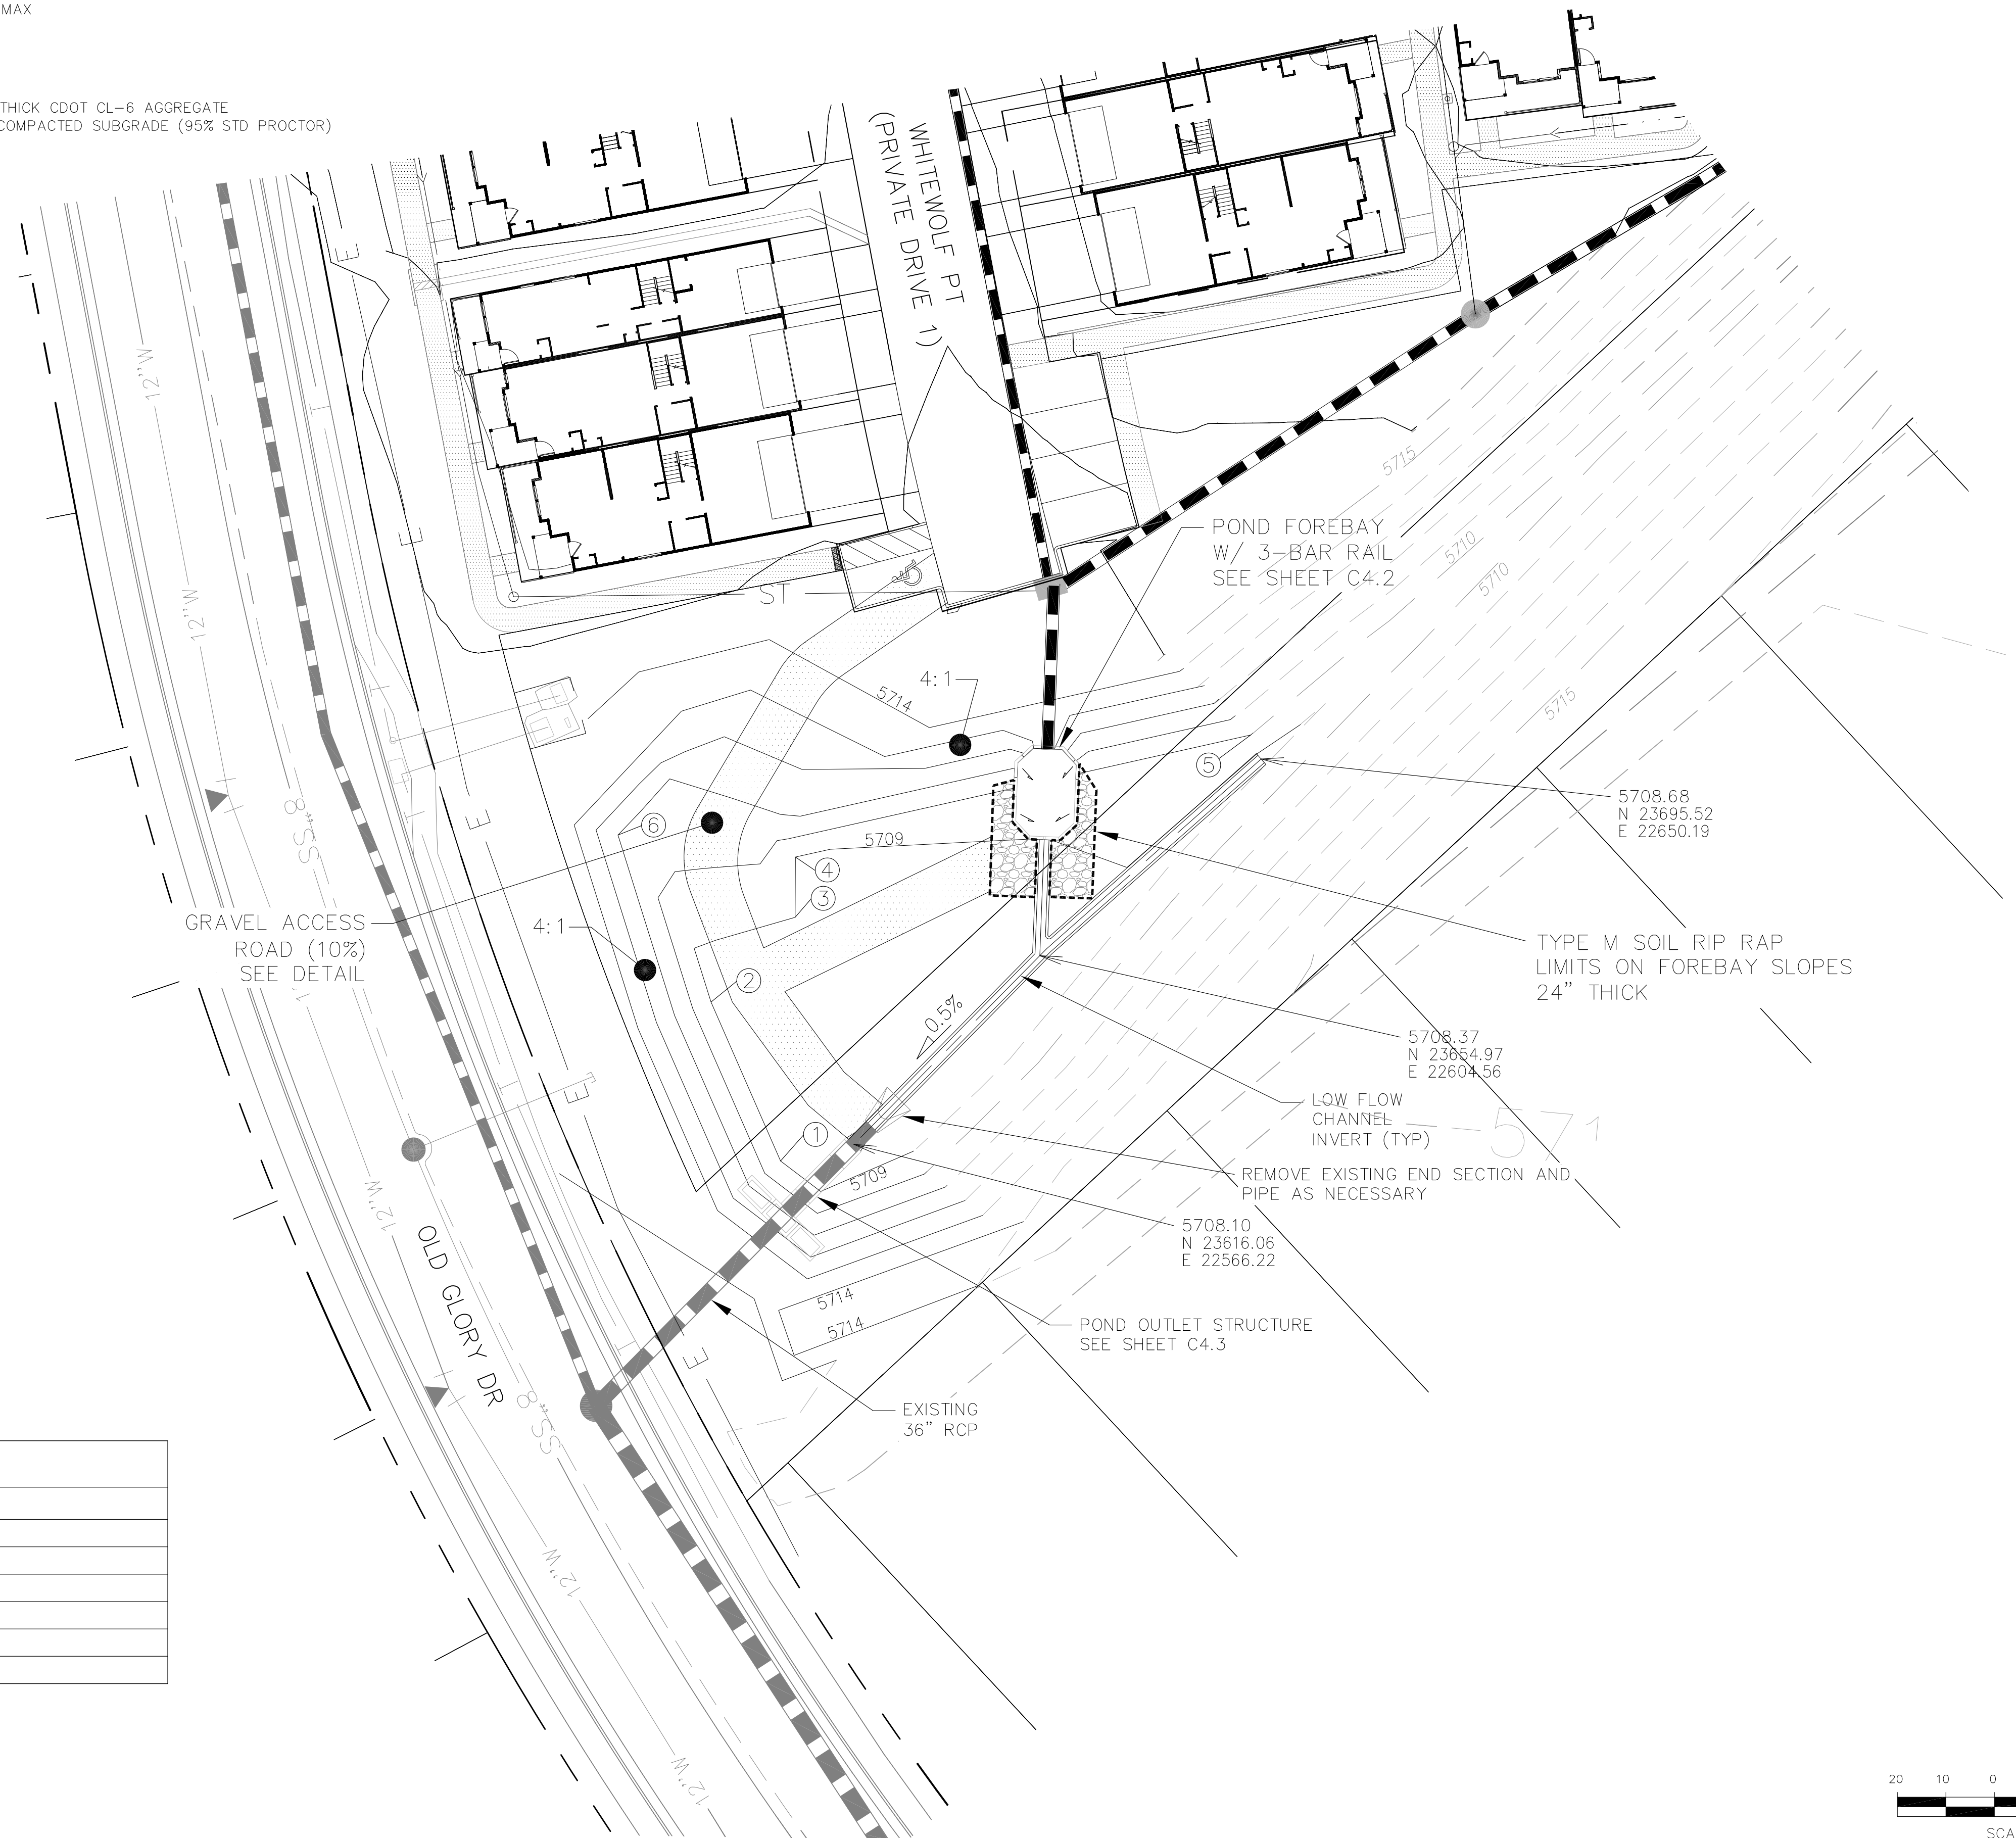 MAX
THICK CDOT CL-6 AGGREGATE
COMPACTED SUBGRADE (95% STD PROCTOR)
WHITEWOLF PT
(PRIVATE DRIVE 1)
E
12"W
T
5715
E
POND FOREBAY
W/ 3-BAR RAIL
SEE SHEET C4.2
5710
5710
ST
12"W
T
4:1
5714
5715
5
5708.68
N 23695.52
E 22650.19
SS 8"
T
E
6
5709
4
3
GRAVEL ACCESS
ROAD (10%)
SEE DETAIL
4:1
TYPE M SOIL RIP RAP
LIMITS ON FOREBAY SLOPES
24" THICK
2
0.5%
5708.37
N 23654.97
E 22604.56
T
E
T
LOW FLOW
CHANNEL
INVERT (TYP)
571
1
REMOVE EXISTING END SECTION AND
PIPE AS NECESSARY
5709
12"W
5708.10
N 23616.06
E 22566.22
OLD GLORY DR
5714
5714
POND OUTLET STRUCTURE
SEE SHEET C4.3
T
E
EXISTING
36" RCP
SS 8"
12"W
12"W
20 10 0
SCA